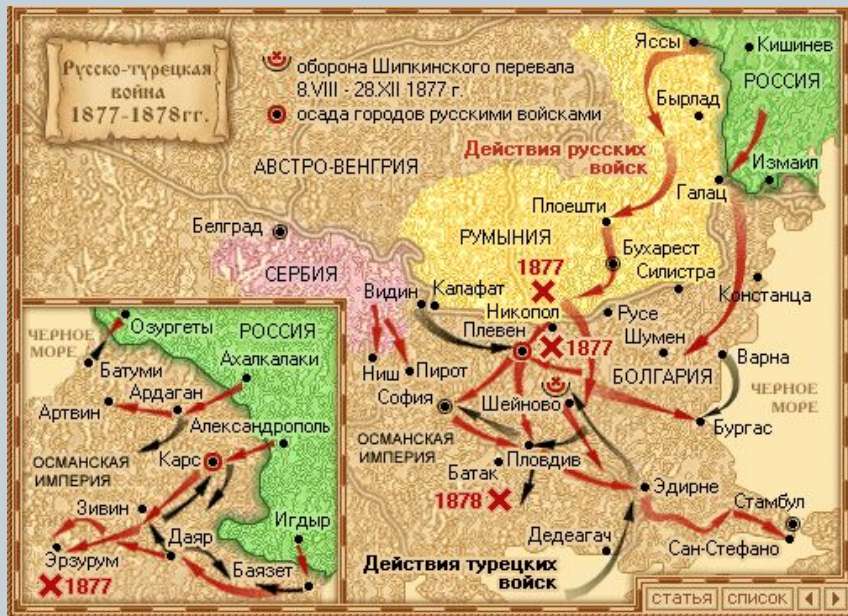 Русско-турецкая
война
1877-1878гг.
оборона Шипкинского перевала
8.VIII - 28.XII 1877 г.
осада городов русскими войсками
Яссы
Кишинев
РОССИЯ
Бырлад
АВСТРО-ВЕНГРИЯ
Действия русских
войск
Измаил
Галац
Плоешти
Белград
РУМЫНИЯ
Бухарест
СЕРБИЯ
1877
Силистра
Видин
Калафат
Констанца
Никопол
Русе
Плевен
1877
Шумен
Варна
Ниш
Пирот
БОЛГАРИЯ
ЧЕРНОЕ
МОРЕ
София
Шейново
Бургас
ОСМАНСКАЯ
ИМПЕРИЯ
Батак
Пловдив
1878
Эдирне
Стамбул
Дедеагач
Сан-Стефано
Действия турецких
войск
ЧЕРНОЕ
МОРЕ
Озургеты
РОССИЯ
Батуми
Ахалкалаки
Ардаган
Артвин
Александрополь
ОСМАНСКАЯ
ИМПЕРИЯ
Карс
Зивин
Игдыр
Даяр
Эрзурум
Баязет
1877
статья
список